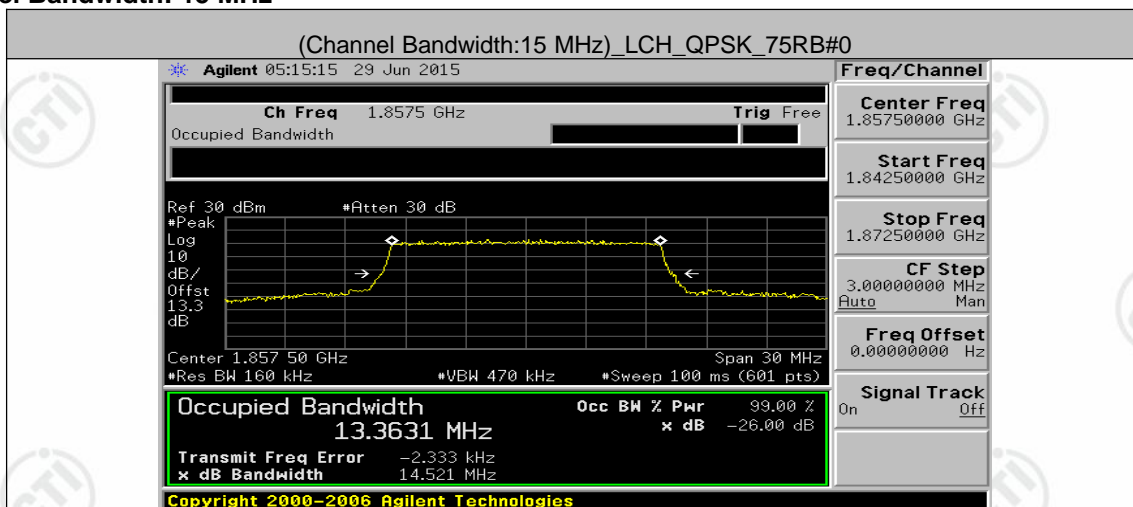 (Channel Bandwidth:15 MHz)_LCH_QPSK_75RB#0
Agilent 05:15:15 29 Jun 2015
Freq/Channel
Ch Freq 1.8575 GHz
Trig Free
Occupied Bandwidth
Center Freq
1.85750000 GHz
Start Freq
1.84250000 GHz
Stop Freq
1.87250000 GHz
CF Step
3.00000000 MHz
Auto Man
Freq Offset
0.00000000 Hz
Signal Track
On Off
Ref 30 dBm #Atten 30 dB
#Peak
Log
10
dB/
Offst
13.3
dB
Center 1.857 50 GHz Span 30 MHz
#Res BW 160 kHz #VBW 470 kHz #Sweep 100 ms (601 pts)
Occupied Bandwidth
13.3631 MHz
Occ BW % Pwr 99.00 %
x dB -26.00 dB
Transmit Freq Error -2.333 kHz
x dB Bandwidth 14.521 MHz
Copyright 2000-2006 Agilent Technologies
CTI
CTI
CTI
CTI